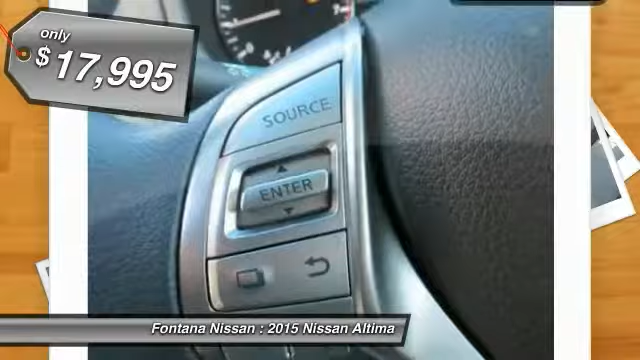 only
$17,995
SOURCE
ENTER
Fontana Nissan : 2015 Nissan Altima